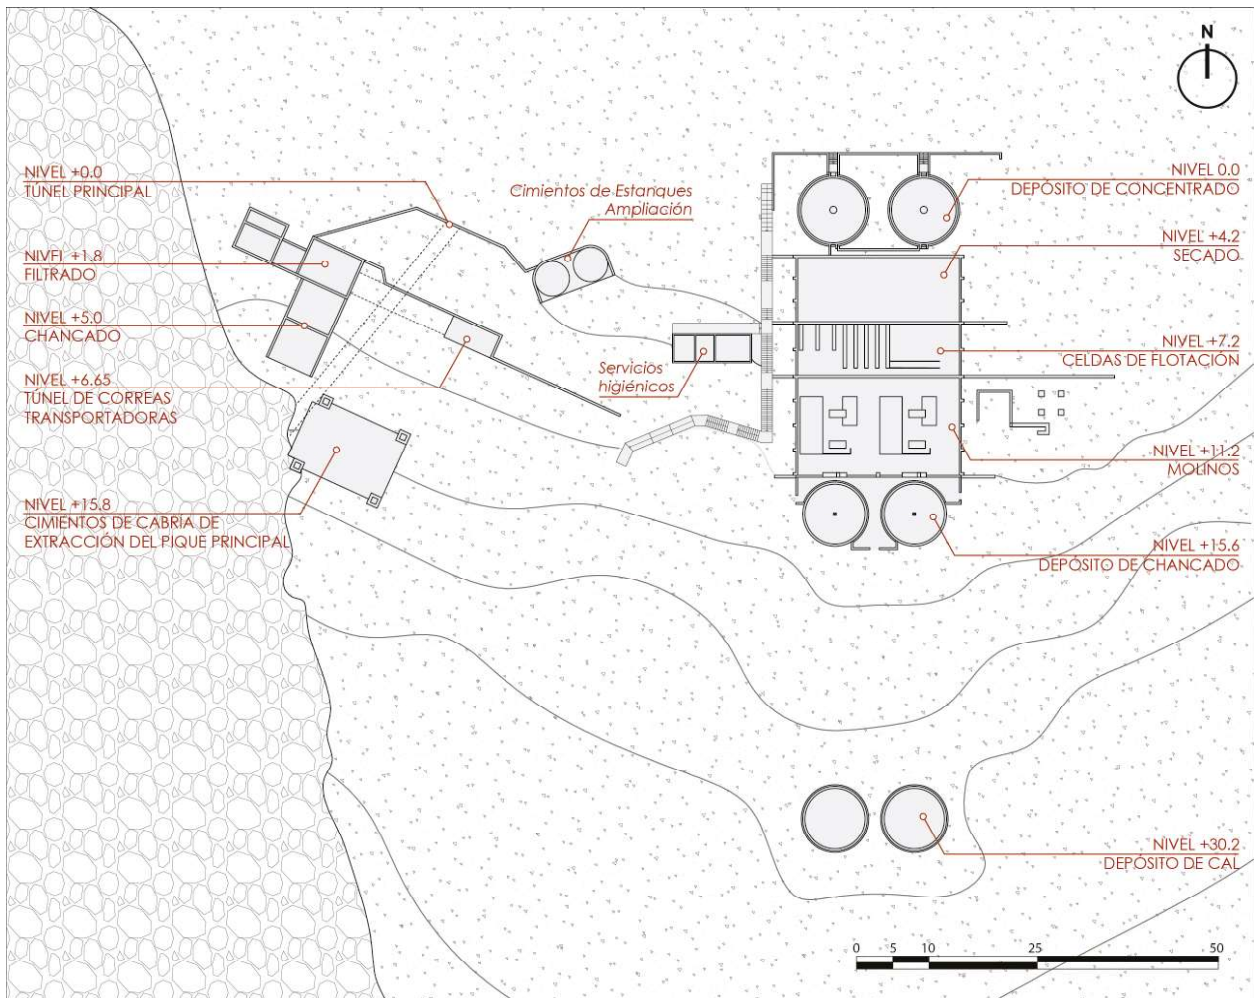 N
NIVEL +0.0
TÚNEL PRINCIPAL
NIVEL +1.8
FILTRADO
NIVEL +5.0
CHANCADO
NIVEL +6.65
TÚNEL DE CORREAS
TRANSPORTADORAS
NIVEL +15.8
CIMIENTOS DE CABRIA DE
EXTRACCIÓN DEL PIQUE PRINCIPAL
Cimientos de Estanques
Ampliación
Servicios
higiénicos
NIVEL 0.0
DEPÓSITO DE CONCENTRADO
NIVEL +4.2
SECADO
NIVEL +7.2
CELDAS DE FLOTACIÓN
NIVEL +11.2
MOLINOS
NIVEL +15.6
DEPÓSITO DE CHANCADO
NIVEL +30.2
DEPÓSITO DE CAL
0 5 10 25 50